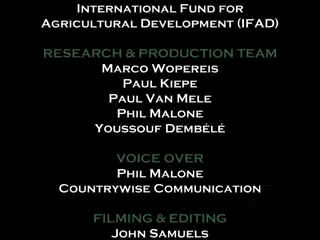 International Fund for
Agricultural Development (IFAD)
Research & Production Team
Marco Wopereis
Paul Kiepe
Paul Van Mele
Phil Malone
Youssouf Dembélé
Voice Over
Phil Malone
Countrywise Communication
Filming & Editing
John Samuels